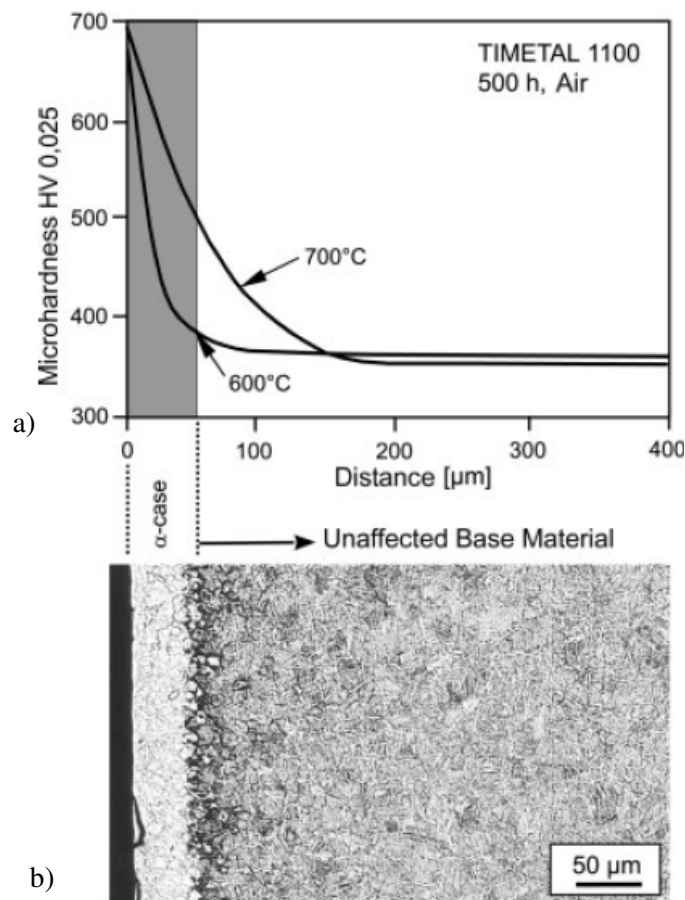 700
TIMETAL 1100
500 h, Air
600
Microhardness HV 0,025
500
700°C
400
600°C
300
a)
0
100
200
300
400
Distance [µm]
α-case
Unaffected Base Material
50 µm
b)